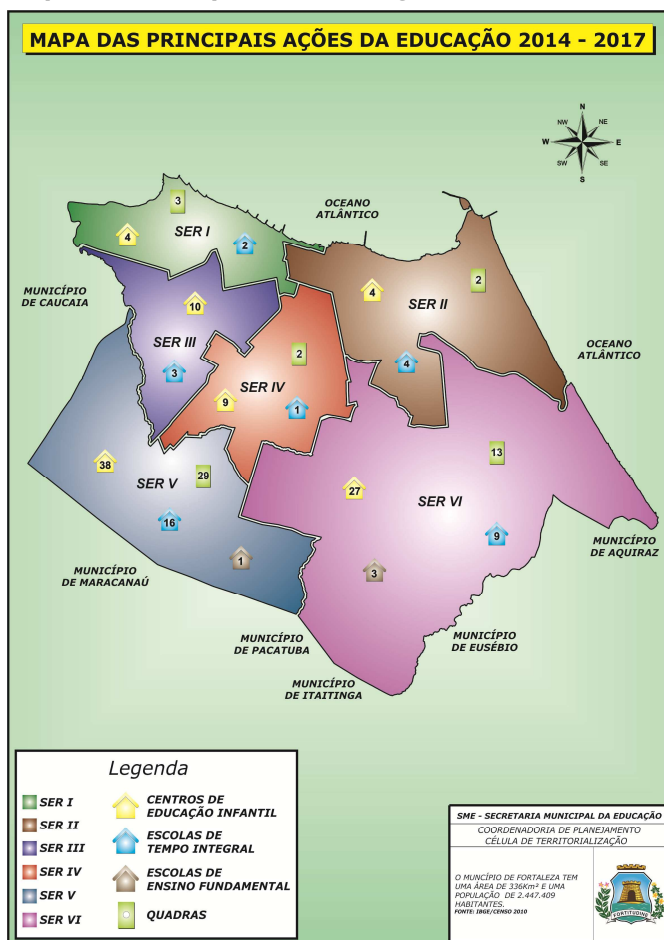 MAPA DAS PRINCIPAIS AÇÕES DA EDUCAÇÃO 2014 - 2017
N
NW
NE
W
E
SW
SE
S
OCEANO
ATLÂNTICO
3
SER I
4
2
MUNICÍPIO
DE CAUCAIA
4
2
SER II
4
10
SER III
3
2
SER IV
9
1
OCEANO
ATLÂNTICO
38
29
SER V
16
1
13
27
SER VI
9
3
MUNICÍPIO
DE AQUIRAZ
MUNICÍPIO
DE MARACANAÚ
MUNICÍPIO
DE PACATUBA
MUNICÍPIO
DE EUSÉBIO
MUNICÍPIO
DE ITAITINGA
Legenda
SER I
SER II
SER III
SER IV
SER V
SER VI
CENTROS DE
EDUCAÇÃO INFANTIL
ESCOLAS DE
TEMPO INTEGRAL
ESCOLAS DE
ENSINO FUNDAMENTAL
QUADRAS
SME - SECRETARIA MUNICIPAL DA EDUCAÇÃO
COORDENADORIA DE PLANEJAMENTO
CÉLULA DE TERRITORIALIZAÇÃO
O MUNCÍPIO DE FORTALEZA TEM
UMA ÁREA DE 336Km² E UMA
POPULAÇÃO DE 2.447.409
HABITANTES.
FONTE: IBGE/CENSO 2010
FORTITUDINE